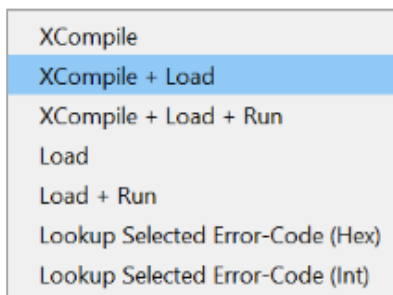 XCompile
XCompile + Load
XCompile + Load + Run
Load
Load + Run
Lookup Selected Error-Code (Hex)
Lookup Selected Error-Code (Int)